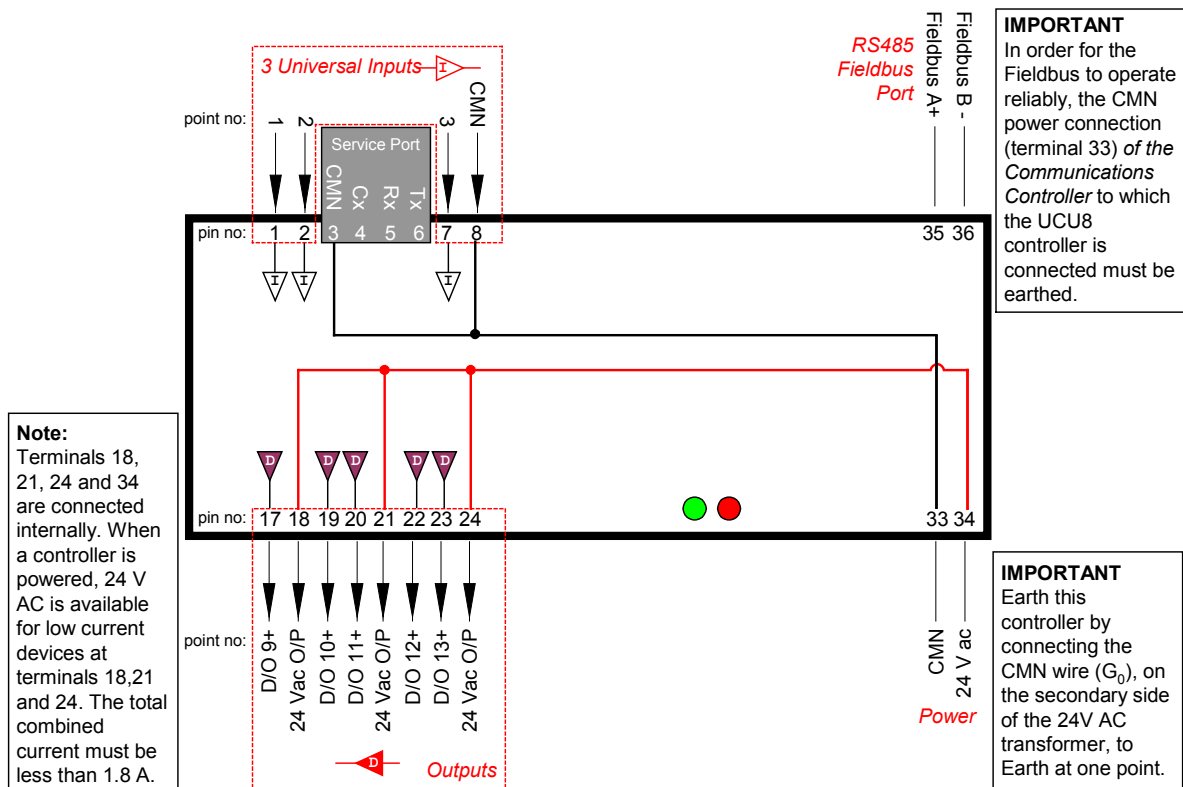 3 Universal Inputs
I
point no:
1
2
3
CMN
Service Port
CMN
Cx
Rx
Tx
pin no:
1
2
3
4
5
6
7
8
I
I
I
RS485
Fieldbus
Port
Fieldbus A+
Fieldbus B -
35
36
IMPORTANT
In order for the
Fieldbus to operate
reliably, the CMN
power connection
(terminal 33) of the
Communications
Controller to which
the UCU8
controller is
connected must be
earthed.
Note:
Terminals 18,
21, 24 and 34
are connected
internally. When
a controller is
powered, 24 V
AC is available
for low current
devices at
terminals 18,21
and 24. The total
combined
current must be
less than 1.8 A.
D
D
D
D
D
pin no:
17
18
19
20
21
22
23
24
33
34
point no:
D/O 9+
24 Vac O/P
D/O 10+
D/O 11+
24 Vac O/P
D/O 12+
D/O 13+
24 Vac O/P
D
Outputs
CMN
24 V ac
Power
IMPORTANT
Earth this
controller by
connecting the
CMN wire (G0), on
the secondary side
of the 24V AC
transformer, to
Earth at one point.